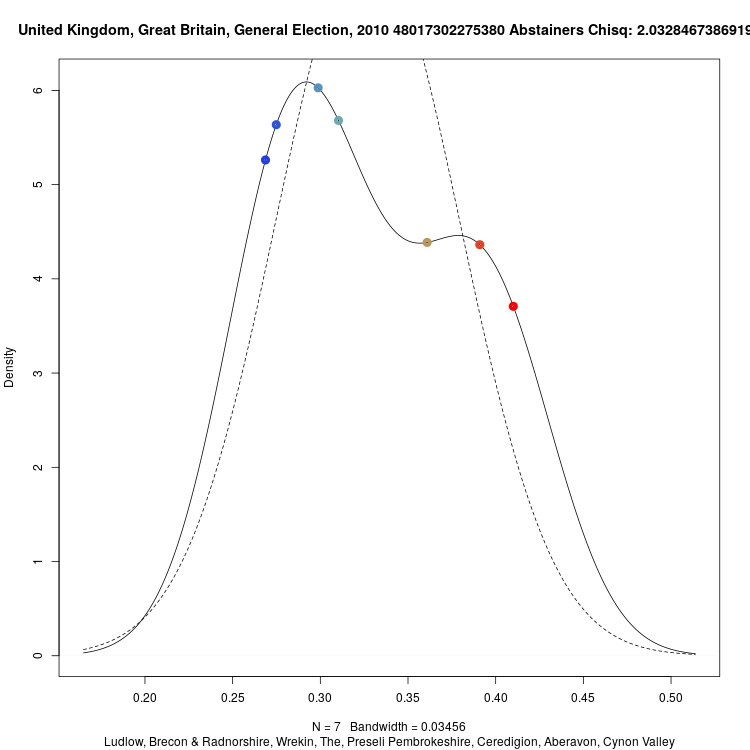 United Kingdom, Great Britain, General Election, 2010 48017302275380 Abstainers Chisq: 2.0328467386919
6
5
4
3
2
1
0
Density
0.20 0.25 0.30 0.35 0.40 0.45 0.50
N = 7 Bandwidth = 0.03456
Ludlow, Brecon & Radnorshire, Wrekin, The, Preseli Pembrokeshire, Ceredigion, Aberavon, Cynon Valley